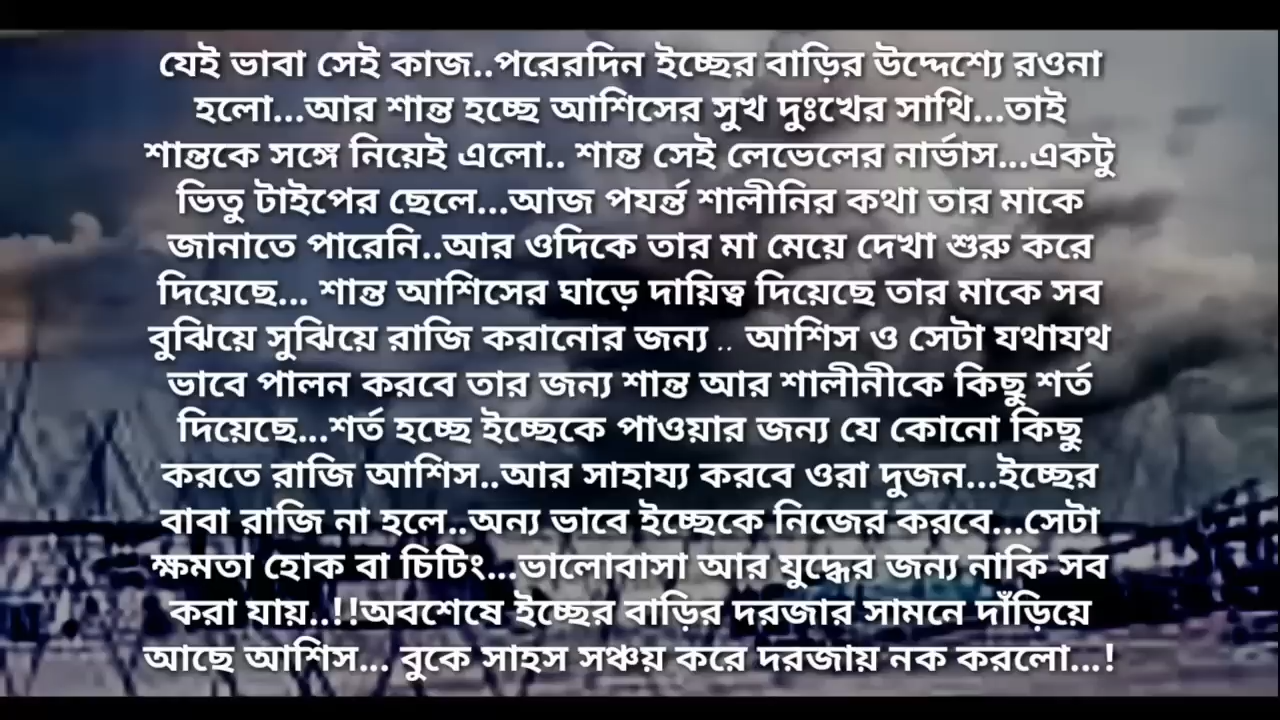 যেই ভাবা সেই কাজ..পরেরদিন ইচ্ছের বাড়ির উদ্দেশ্যে রওনা
হলো...আর শান্ত হচ্ছে আশিসের সুখ দুঃখের সাথি...তাই
শান্তকে সঙ্গে নিয়েই এলো.. শান্ত সেই লেভেলের নার্ভাস...একটু
ভিতু টাইপের ছেলে...আজ পযর্ন্ত শালীনির কথা তার মাকে
জানাতে পারেনি..আর ওদিকে তার মা মেয়ে দেখা শুরু করে
দিয়েছে... শান্ত আশিসের ঘাড়ে দায়িত্ব দিয়েছে তার মাকে সব
বুঝিয়ে সুঝিয়ে রাজি করানোর জন্য .. আশিস ও সেটা যথাযথ
ভাবে পালন করবে তার জন্য শান্ত আর শালীনীকে কিছু শর্ত
দিয়েছে...শর্ত হচ্ছে ইচ্ছেকে পাওয়ার জন্য যে কোনো কিছু
করতে রাজি আশিস..আর সাহায্য করবে ওরা দুজন...ইচ্ছের
বাবা রাজি না হলে..অন্য ভাবে ইচ্ছেকে নিজের করবে...সেটা
ক্ষমতা হোক বা চিটিং...ভালোবাসা আর যুদ্ধের জন্য নাকি সব
করা যায়..!!অবশেষে ইচ্ছের বাড়ির দরজার সামনে দাঁড়িয়ে
আছে আশিস... বুকে সাহস সঞ্চয় করে দরজায় নক করলো...!